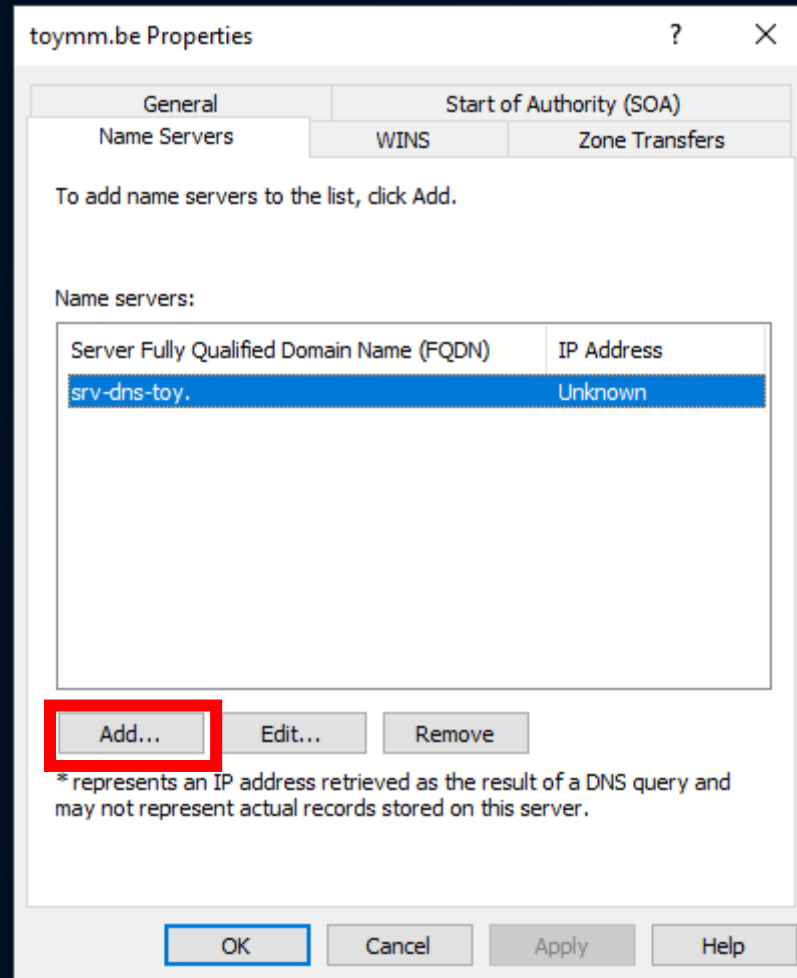 toymm.be Properties ?
General Start of Authority (SOA)
Name Servers WINS Zone Transfers
To add name servers to the list, click Add.
Name servers:
Server Fully Qualified Domain Name (FQDN) IP Address
srv-dns-toy. Unknown
Add... Edit... Remove
* represents an IP address retrieved as the result of a DNS query and
may not represent actual records stored on this server.
OK Cancel Apply Help